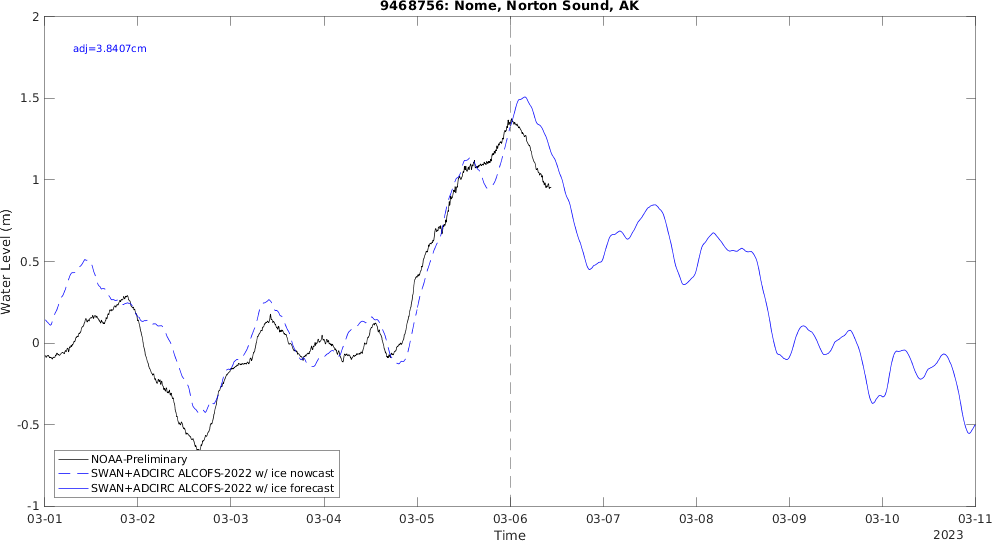 9468756: Nome, Norton Sound, AK
adj=3.8407cm
2
1.5
1
0.5
0
-0.5
-1
Water Level (m)
NOAA-Preliminary
SWAN+ADCIRC ALCOFS-2022 w/ ice nowcast
SWAN+ADCIRC ALCOFS-2022 w/ ice forecast
03-01 03-02 03-03 03-04 03-05 03-06 03-07 03-08 03-09 03-10 03-11
Time
2023